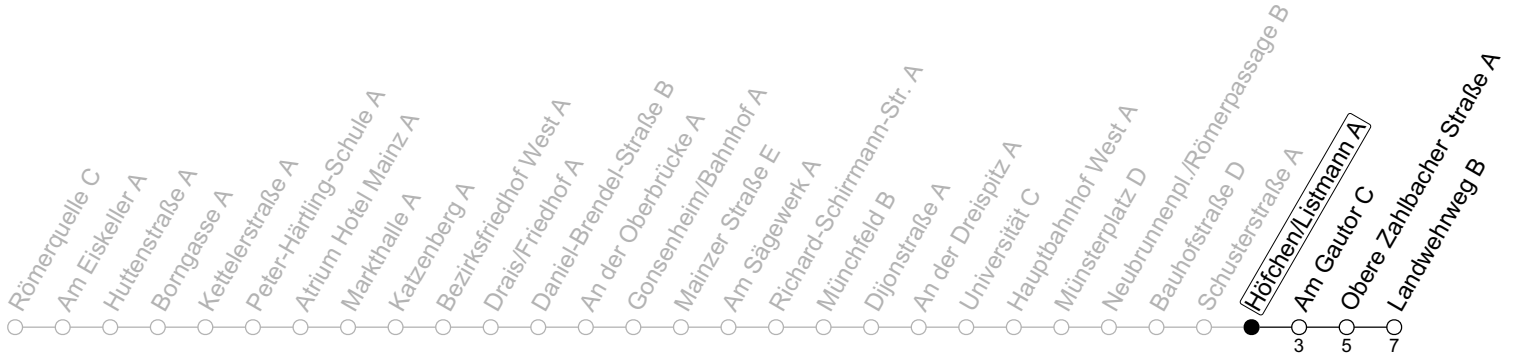 Römerquelle C
Am Eiskeller A
Huttenstraße A
Borngasse A
Kettelerstraße A
Peter-Härtling-Schule A
Atrium Hotel Mainz A
Markthalle A
Katzenberg A
Bezirksfriedhof West A
Drais/Friedhof A
Daniel-Brendel-Straße B
An der Oberbrücke A
Gonsenheim/Bahnhof A
Mainzer Straße E
Am Sägewerk A
Richard-Schirrmann-Str. A
Münchfeld B
Dijonstraße A
An der Dreispitz A
Universität C
Hauptbahnhof West A
Münsterplatz D
Neubrunnenpl./Römerpassage B
Bauhofstraße D
Schusterstraße A
Höfchen/Listmann A
Am Gautor C
Obere Zahlbacher Straße A
Landwehrweg B
3 5 7